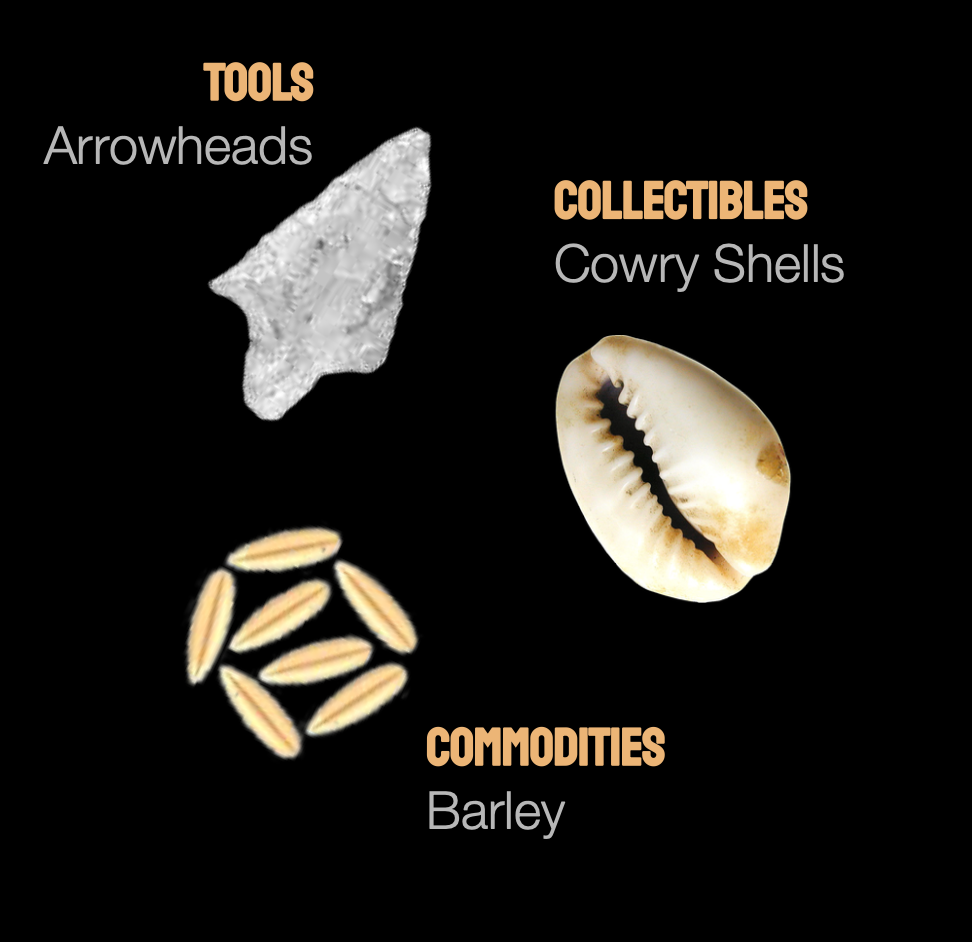 TOOLS
Arrowheads
COLLECTIBLES
Cowry Shells
COMMODITIES
Barley